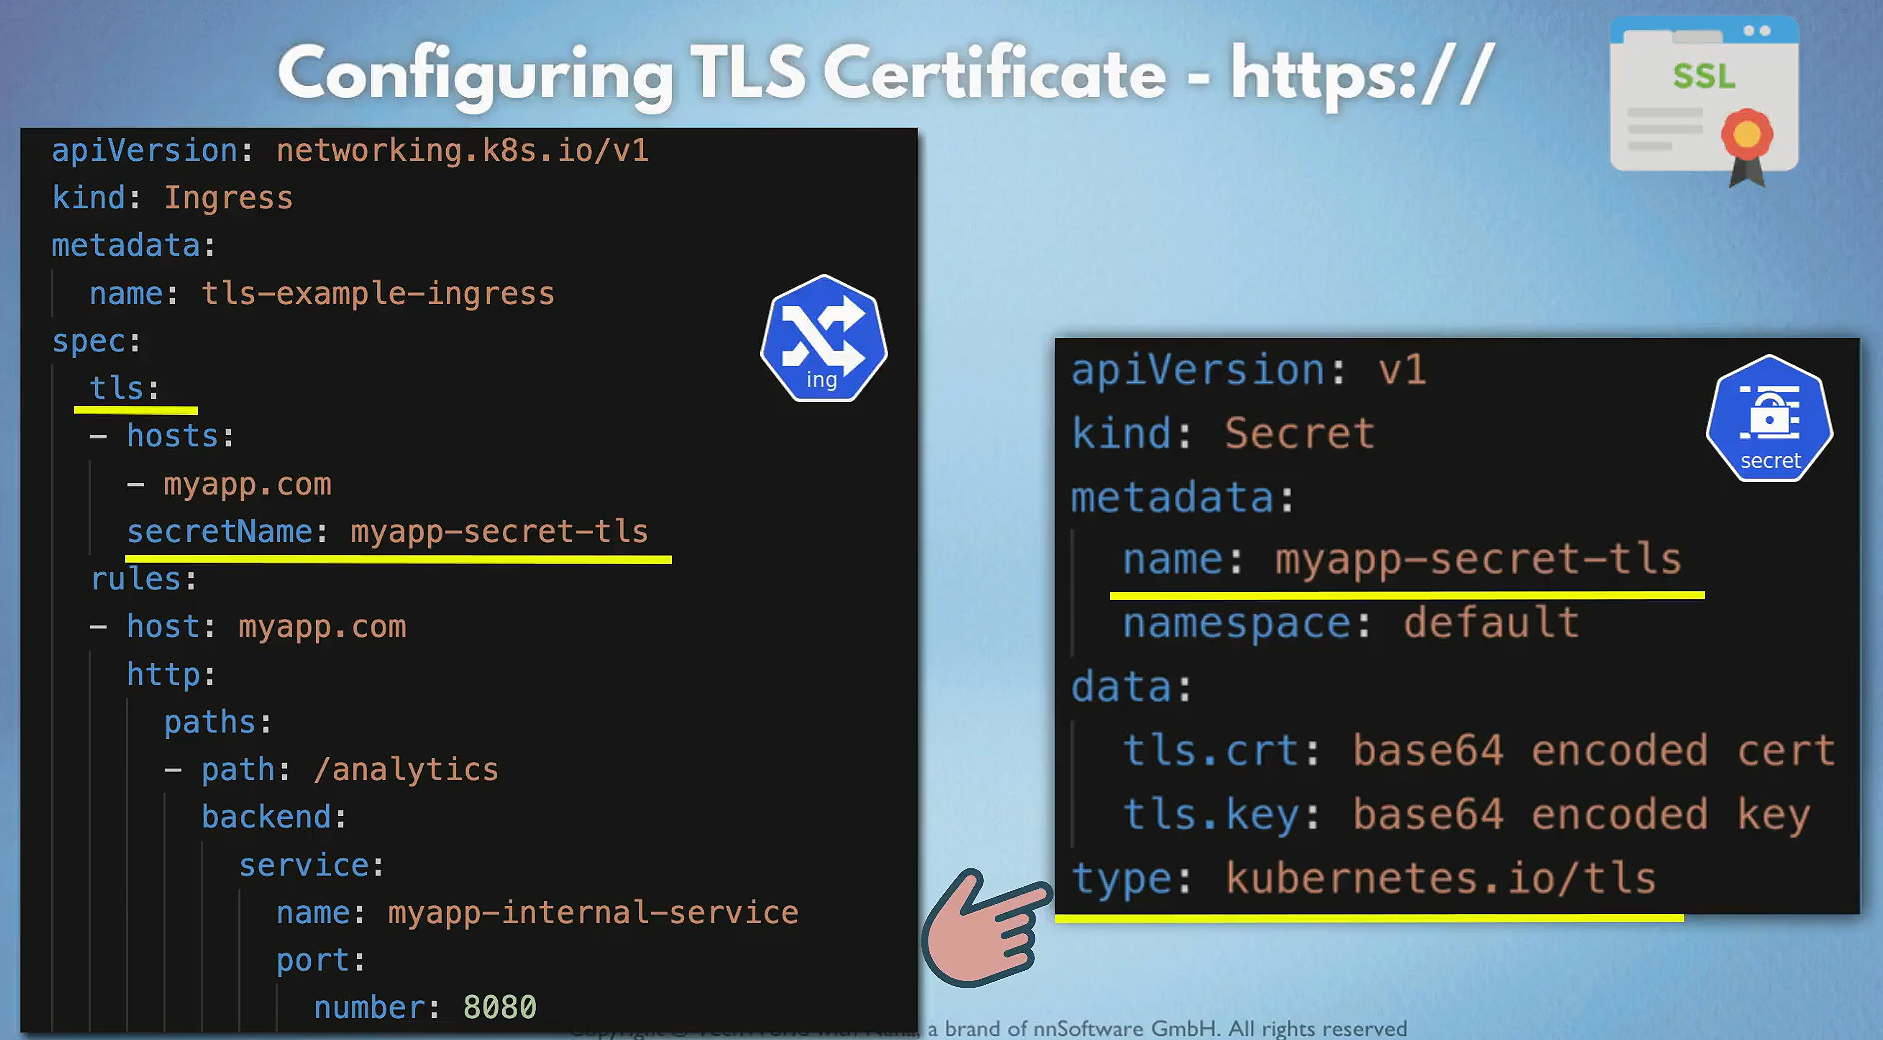 Configuring TLS Certificate - https://
SSL
apiVersion: networking.k8s.io/v1
kind: Ingress
metadata:
name: tls-example-ingress
spec:
tls:
- hosts:
- myapp.com
secretName: myapp-secret-tls
rules:
- host: myapp.com
http:
paths:
- path: /analytics
backend:
service:
name: myapp-internal-service
port:
number: 8080
ing
apiVersion: v1
kind: Secret
metadata:
name: myapp-secret-tls
namespace: default
data:
tls.crt: base64 encoded cert
tls.key: base64 encoded key
type: kubernetes.io/tls
secret
a brand of nnSoftware GmbH. All rights reserved